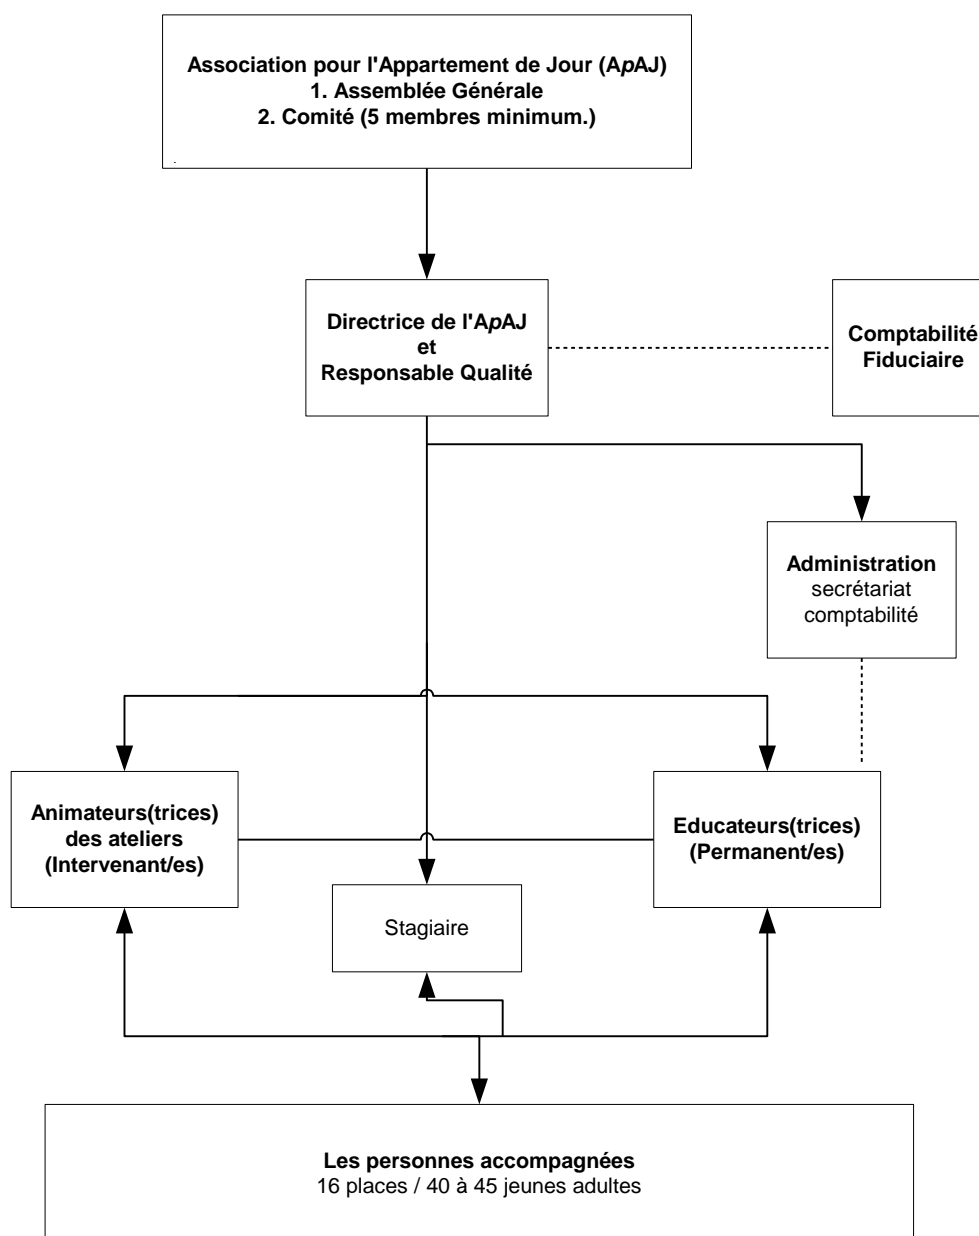 Association pour l'Appartement de Jour (ApAJ)
1. Assemblée Générale
2. Comité (5 membres minimum.)
.
Directrice de l'ApAJ
et
Responsable Qualité
Comptabilité
Fiduciaire
Administration
secrétariat
comptabilité
Animateurs(trices)
des ateliers
(Intervenant/es)
Educateurs(trices)
(Permanent/es)
Stagiaire
Les personnes accompagnées
16 places / 40 à 45 jeunes adultes